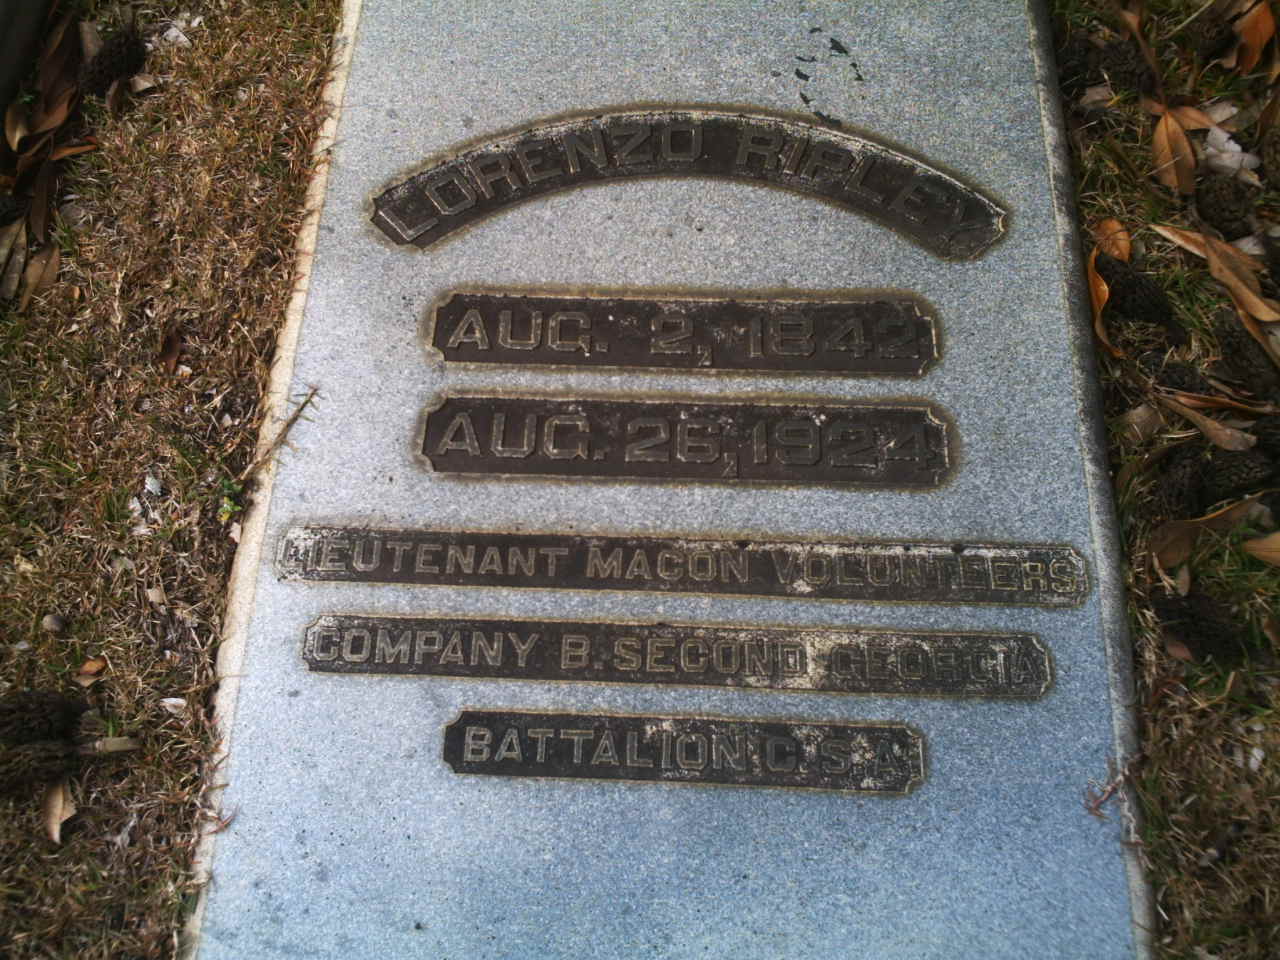 LORENZO RIPLEY
AUG. 2, 1842
AUG. 26, 1924
LIEUTENANT MACON VOLUNTEERS
COMPANY B. SECOND GEORGIA
BATTALION C. S. A.